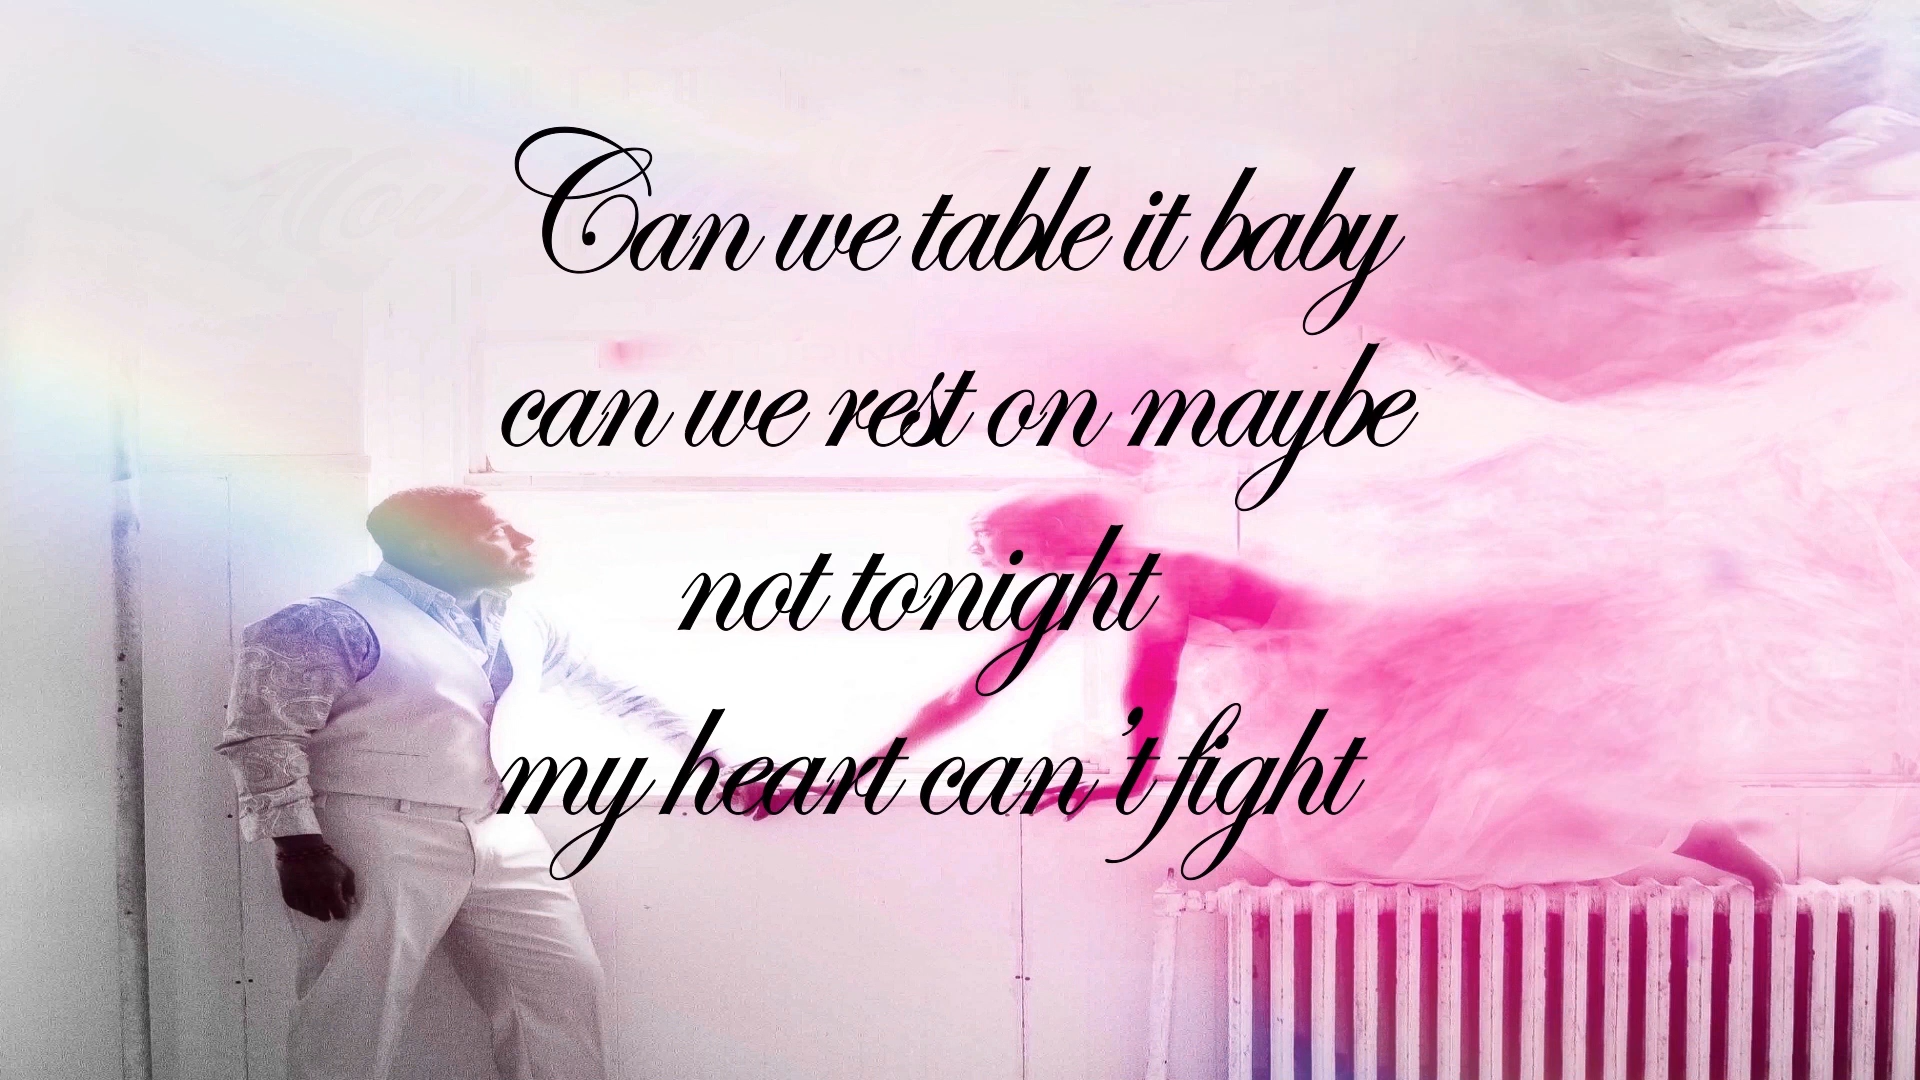 Can we table it baby
can we rest on maybe
not tonight
my heart can't fight